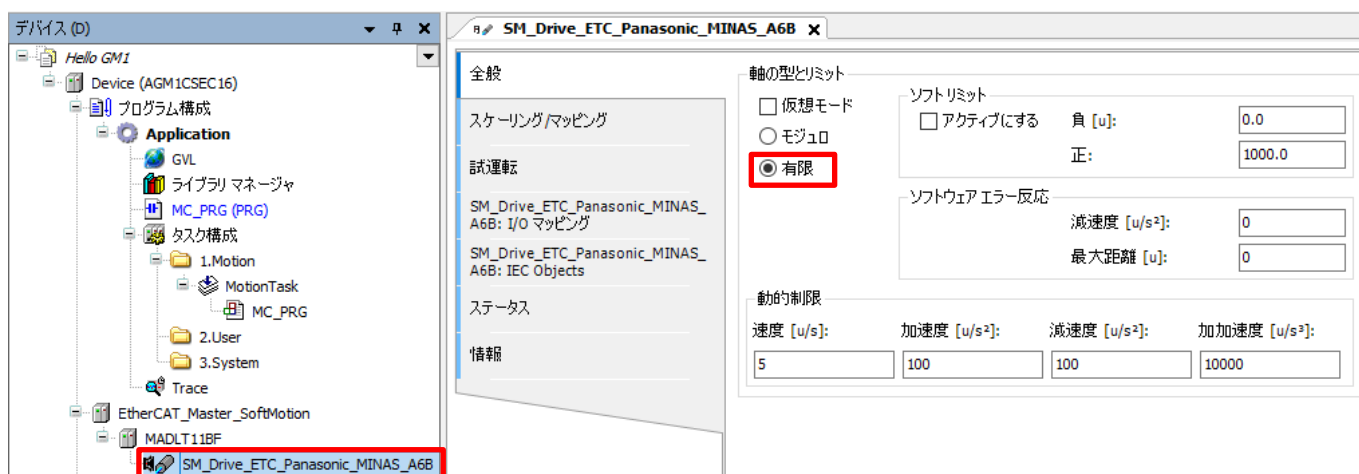 デバイス (D)
Hello GM1
Device (AGM1CSEC16)
プログラム構成
Application
GVL
ライブラリ マネージャ
MC_PRG (PRG)
タスク構成
1.Motion
MotionTask
MC_PRG
2.User
3.System
Trace
EtherCAT_Master_SoftMotion
MADLT11BF
SM_Drive_ETC_Panasonic_MINAS_A6B
SM_Drive_ETC_Panasonic_MINAS_A6B
全般
スケーリング/マッピング
試運転
SM_Drive_ETC_Panasonic_MINAS_
A6B: I/O マッピング
SM_Drive_ETC_Panasonic_MINAS_
A6B: IEC Objects
ステータス
情報
軸の型とリミット
仮想モード
モジュロ
有限
ソフトリミット
アクティブにする 負 [u]: 0.0
正: 1000.0
ソフトウェア エラー反応
減速度 [u/s²]: 0
最大距離 [u]: 0
動的制限
速度 [u/s]: 加速度 [u/s²]: 減速度 [u/s²]: 加加速度 [u/s³]:
5 100 100 10000